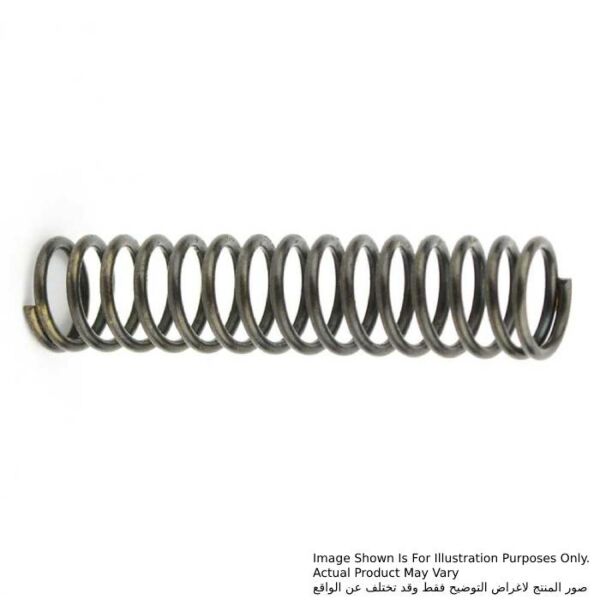 Image Shown Is For Illustration Purposes Only.
Actual Product May Vary
صور المنتج لاغراض التوضيح فقط وقد تختلف عن الواقع